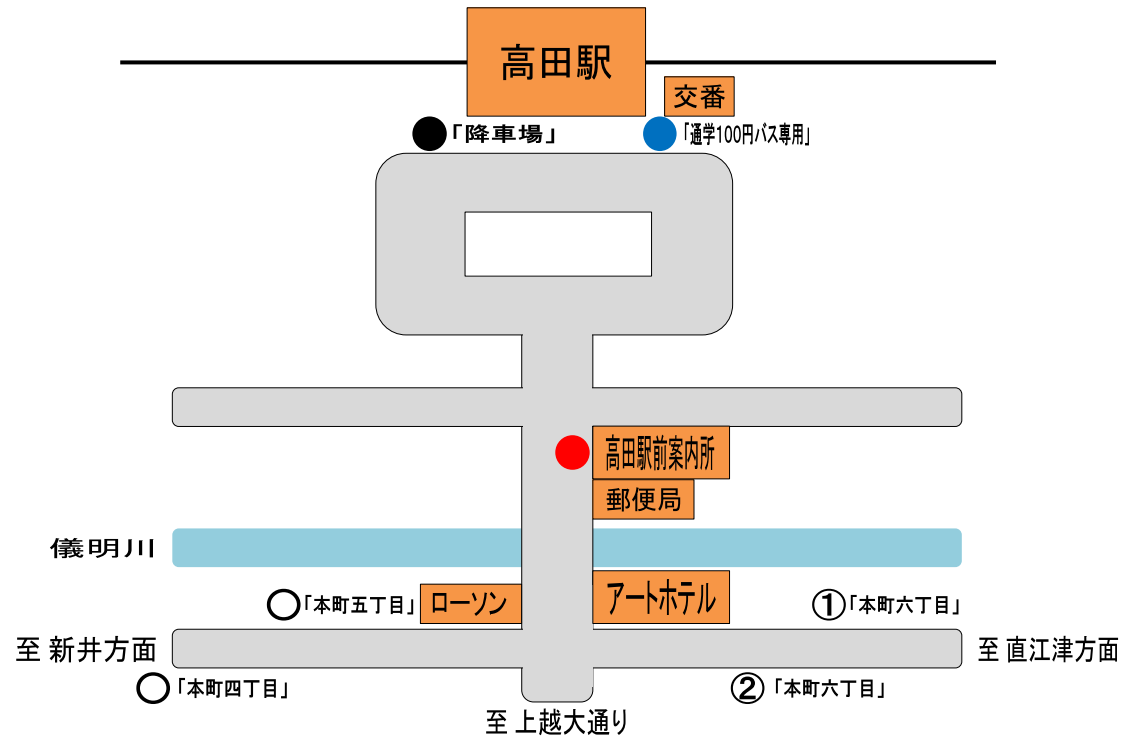 高田駅
交番
「降車場」
「通学100円バス専用」
高田駅前案内所
郵便局
儀明川
「本町五丁目」
ローソン
アートホテル
①「本町六丁目」
至 新井方面
至 直江津方面
「本町四丁目」
②「本町六丁目」
至 上越大通り